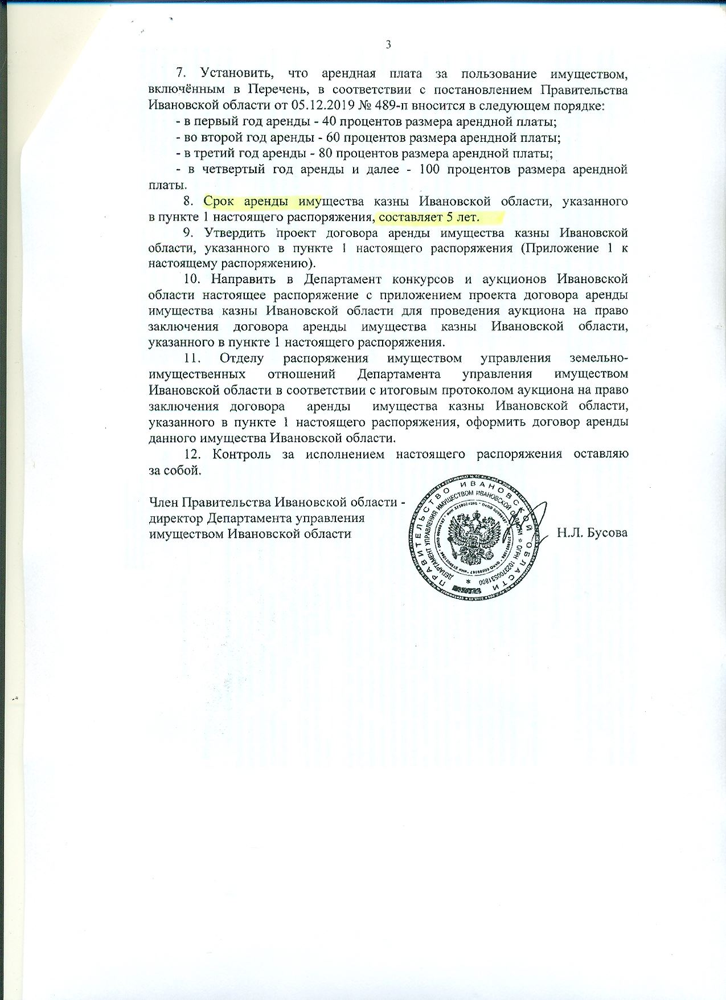 3
7. Установить, что арендная плата за пользование имуществом,
включённым в Перечень, в соответствии с постановлением Правительства
Ивановской области от 05.12.2019 № 489-п вносится в следующем порядке:
- в первый год аренды - 40 процентов размера арендной платы;
- во второй год аренды - 60 процентов размера арендной платы;
- в третий год аренды - 80 процентов размера арендной платы;
- в четвертый год аренды и далее - 100 процентов размера арендной
платы.
8. Срок аренды имущества казны Ивановской области, указанного
в пункте 1 настоящего распоряжения, составляет 5 лет.
9. Утвердить проект договора аренды имущества казны Ивановской
области, указанного в пункте 1 настоящего распоряжения (Приложение 1 к
настоящему распоряжению).
10. Направить в Департамент конкурсов и аукционов Ивановской
области настоящее распоряжение с приложением проекта договора аренды
имущества казны Ивановской области для проведения аукциона на право
заключения договора аренды имущества казны Ивановской области,
указанного в пункте 1 настоящего распоряжения.
11. Отделу распоряжения имуществом управления земельно-
имущественных отношений Департамента управления имуществом
Ивановской области в соответствии с итоговым протоколом аукциона на право
заключения договора аренды имущества казны Ивановской области,
указанного в пункте 1 настоящего распоряжения, оформить договор аренды
данного имущества Ивановской области.
12. Контроль за исполнением настоящего распоряжения оставляю
за собой.
Член Правительства Ивановской области -
директор Департамента управления
имуществом Ивановской области
Н.Л. Бусова
ПРАВИТЕЛЬСТВО ИВАНОВСКОЙ ОБЛАСТИ
ДЕПАРТАМЕНТ УПРАВЛЕНИЯ ИМУЩЕСТВОМ ИВАНОВСКОЙ ОБЛАСТИ * ОГРН 1023700531800 *